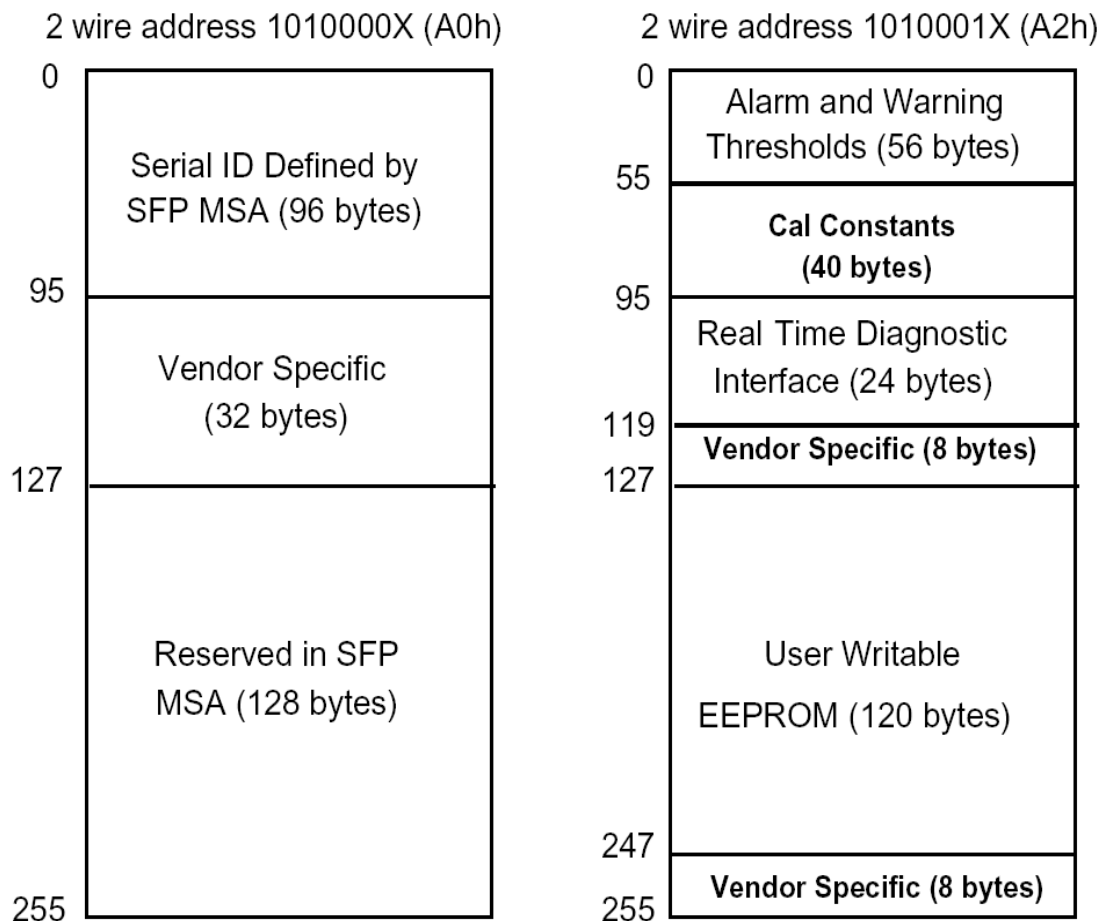 2 wire address 1010000X (A0h)
0
Serial ID Defined by
SFP MSA (96 bytes)
95
Vendor Specific
(32 bytes)
127
Reserved in SFP
MSA (128 bytes)
255
2 wire address 1010001X (A2h)
0
Alarm and Warning
Thresholds (56 bytes)
55
Cal Constants
(40 bytes)
95
Real Time Diagnostic
Interface (24 bytes)
119
Vendor Specific (8 bytes)
127
User Writable
EEPROM (120 bytes)
247
Vendor Specific (8 bytes)
255